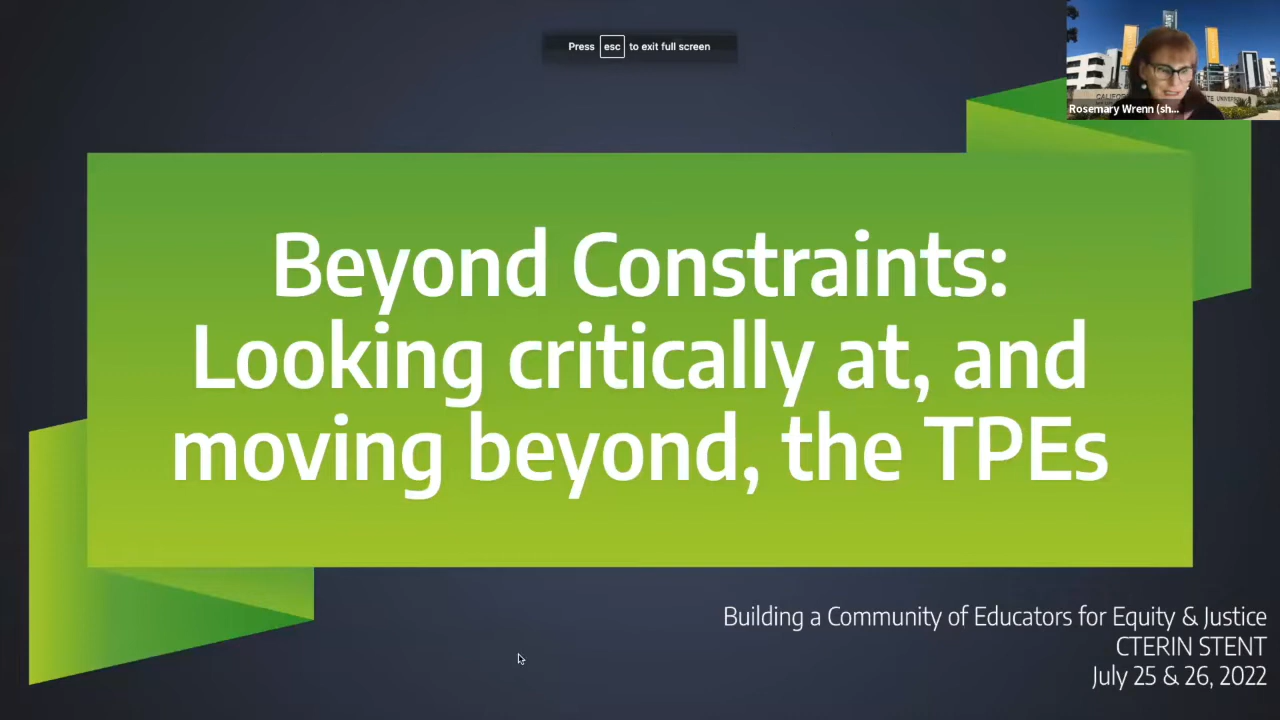 Press esc to exit full screen
Rosemary Wrenn (sh...
Beyond Constraints:
Looking critically at, and
moving beyond, the TPEs
Building a Community of Educators for Equity & Justice
CTERIN STENT
July 25 & 26, 2022